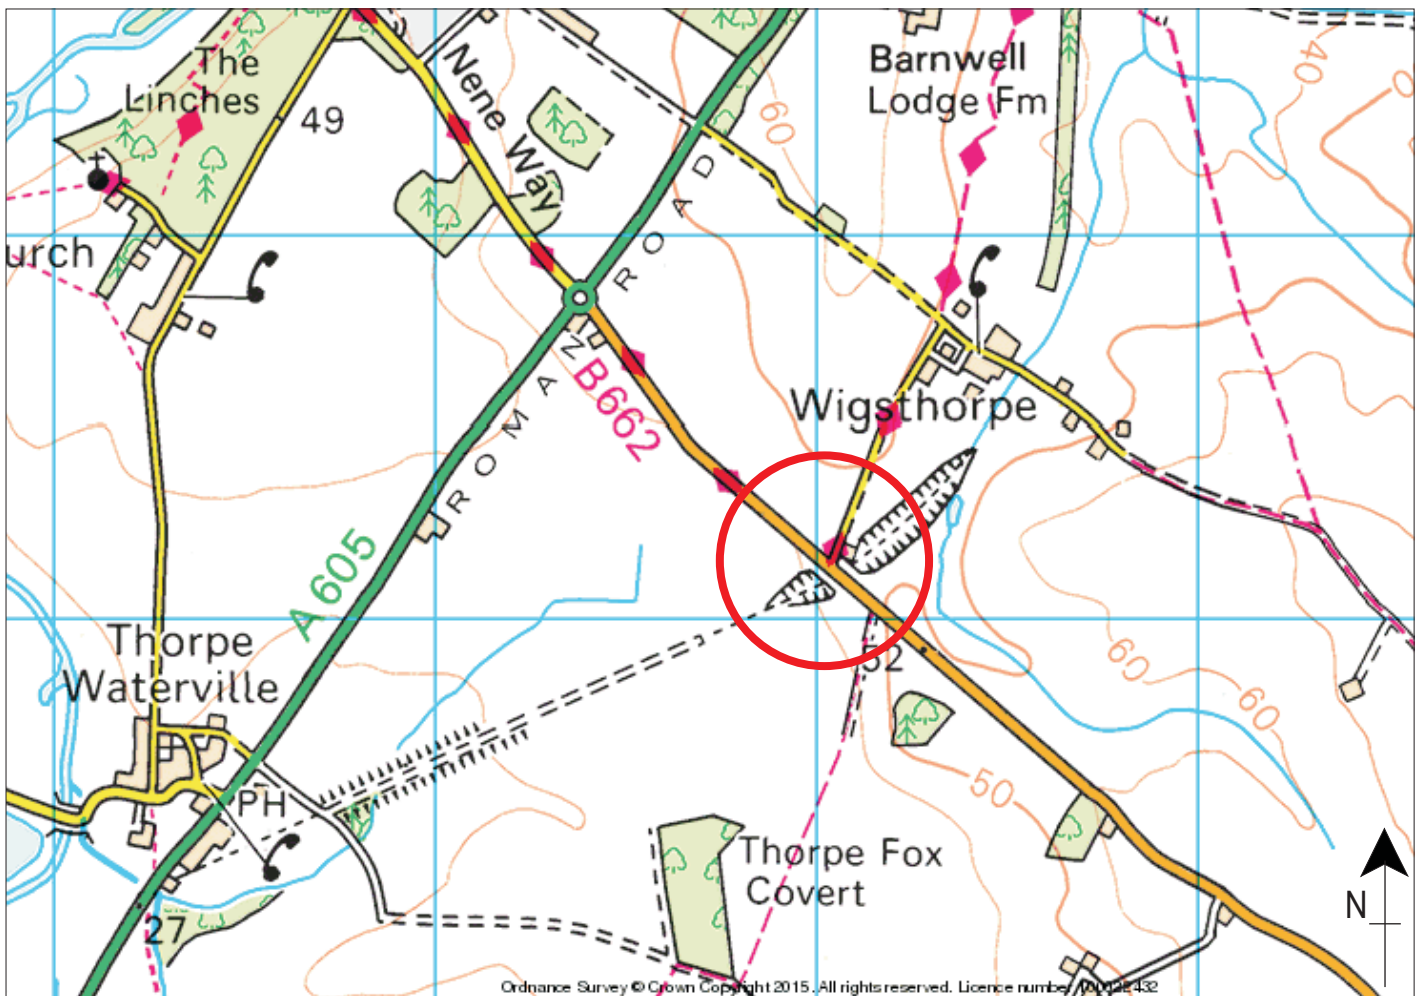 The
Linches
49
Nene Way
60
Barnwell
Lodge Fm
40
urch
ROMAN ROAD
B662
Wigsthorpe
A 605
Thorpe
Waterville
52
60
60
50
PH
Thorpe Fox
Covert
27
N
Ordnance Survey © Crown Copyright 2015. All rights reserved. Licence number